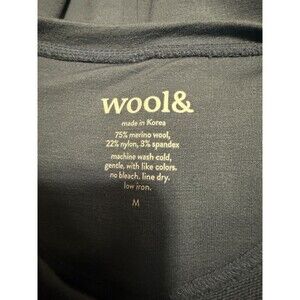 wool&
made in Korea
75% merino wool,
22% nylon, 3% spandex
machine wash cold,
gentle, with like colors.
no bleach. line dry.
low iron.
M